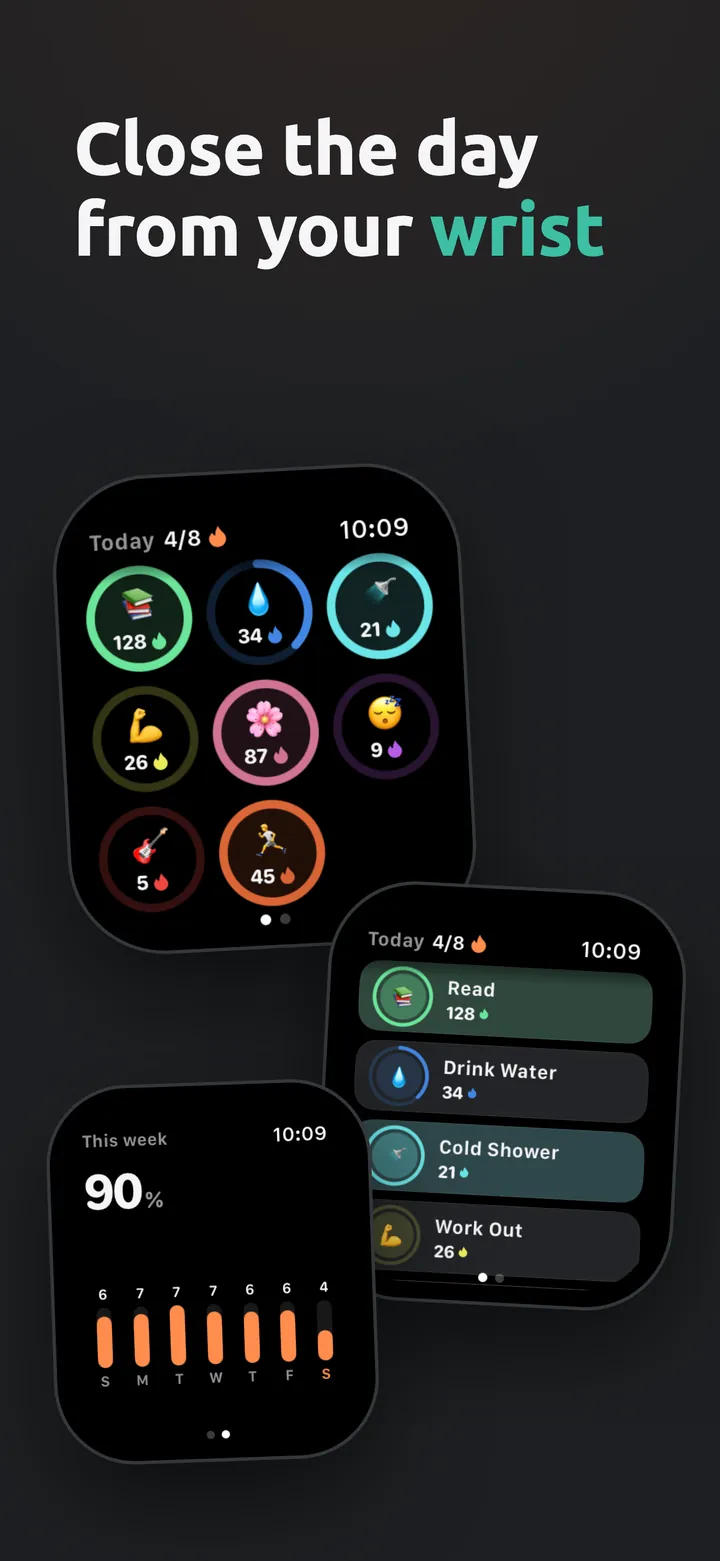 Close the day
from your wrist
Today 4/8 10:09
128 34 21
26 87 9
5 45
Today 4/8 10:09
Read
128
Drink Water
34
Cold Shower
21
Work Out
26
This week 10:09
90%
6 7 7 7 6 6 4
S M T W T F S